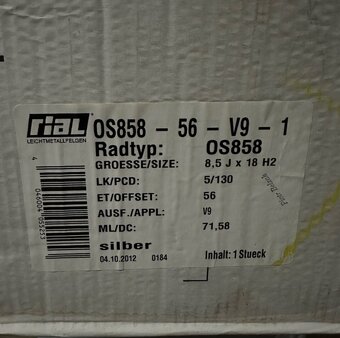 RIAL
LEICHTMETALLFELGEN
OS858 - 56 - V9 - 1
Radtyp: OS858
GROESSE/SIZE: 8,5 J x 18 H2
LK/PCD: 5/130
ET/OFFSET: 56
AUSF./APPL: V9
ML/DC: 71,58
silber Inhalt: 1 Stueck
04.10.2012 0184